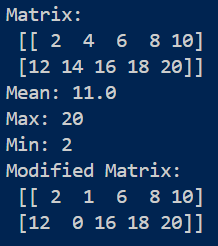 Matrix:
 [[ 2  4  6  8 10]
 [12 14 16 18 20]]
Mean: 11.0
Max: 20
Min: 2
Modified Matrix:
 [[ 2  1  6  8 10]
 [12  0 16 18 20]]